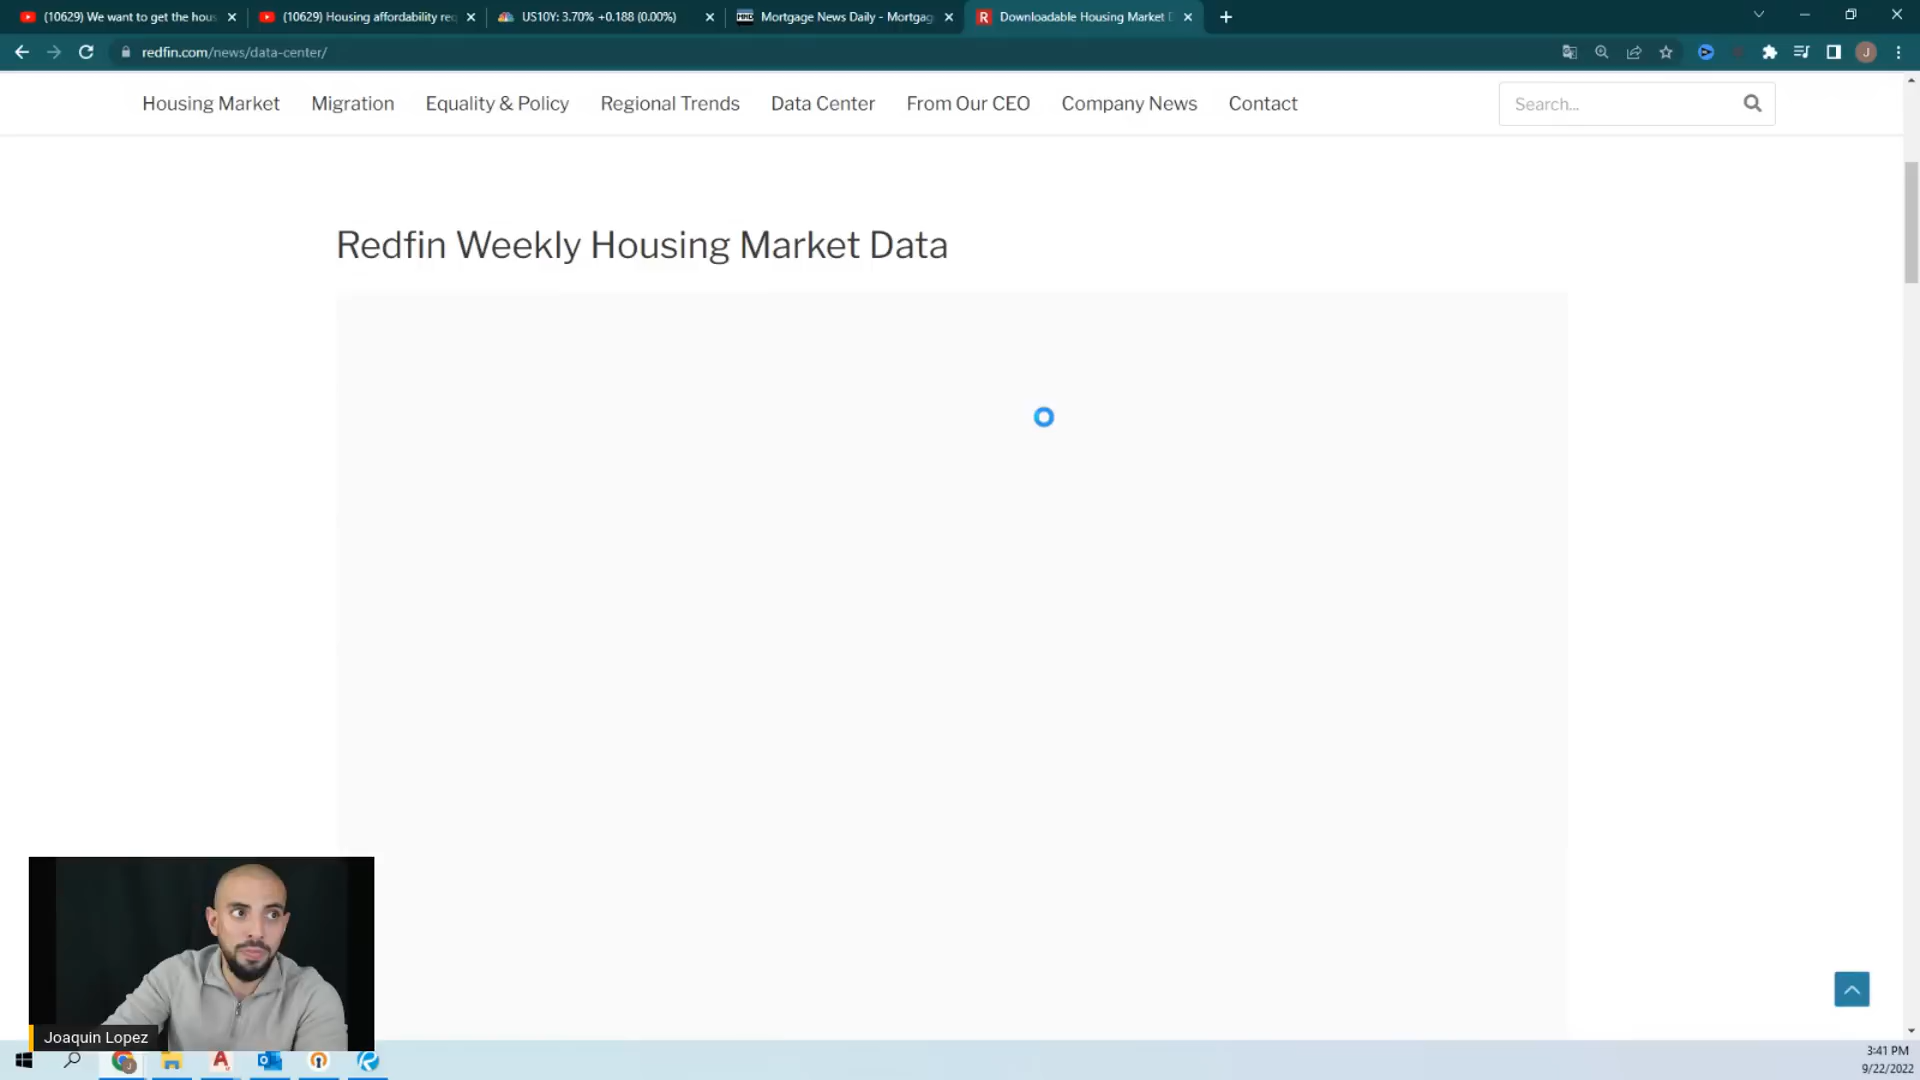 (10629) We want to get the hous
(10629) Housing affordability rec
US10Y: 3.70% +0.188 (0.00%)
MND
Mortgage News Daily - Mortgag
R
Downloadable Housing Market D
redfin.com/news/data-center/
J
Housing Market
Migration
Equality & Policy
Regional Trends
Data Center
From Our CEO
Company News
Contact
Search...
Redfin Weekly Housing Market Data
Joaquin Lopez
3:41 PM
9/22/2022